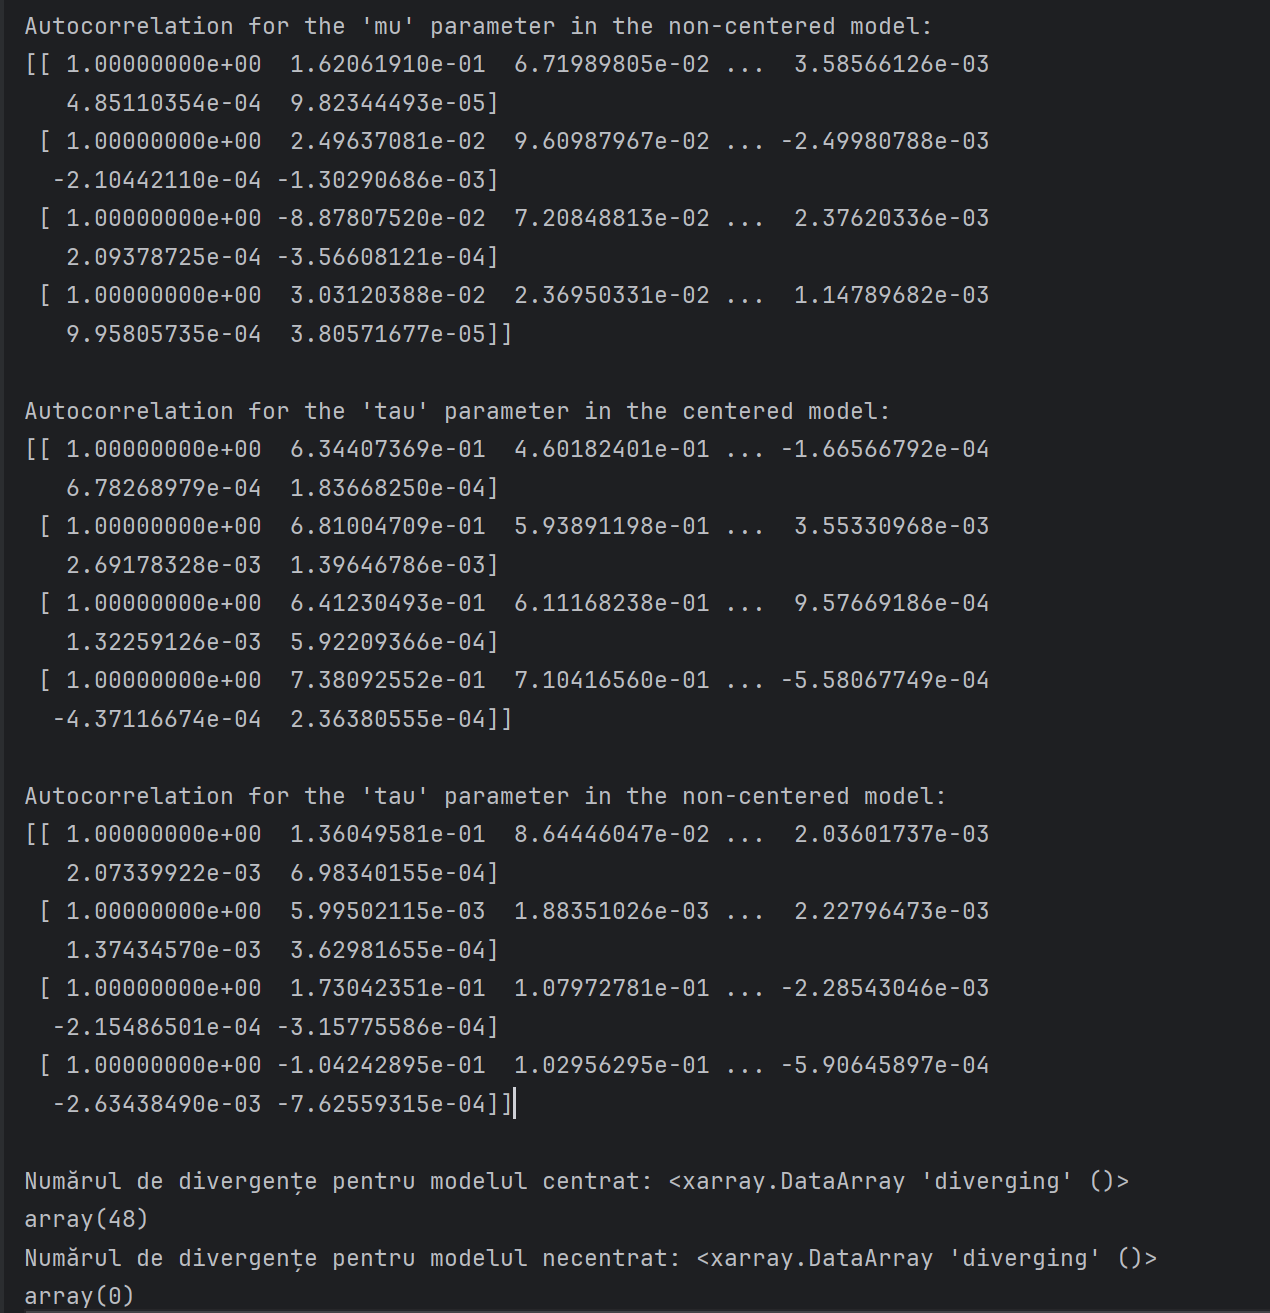 Autocorrelation for the 'mu' parameter in the non-centered model:
[[ 1.00000000e+00  1.62061910e-01  6.71989805e-02 ...  3.58566126e-03
   4.85110354e-04  9.82344493e-05]
 [ 1.00000000e+00  2.49637081e-02  9.60987967e-02 ... -2.49980788e-03
  -2.10442110e-04 -1.30290686e-03]
 [ 1.00000000e+00 -8.87807520e-02  7.20848813e-02 ...  2.37620336e-03
   2.09378725e-04 -3.56608121e-04]
 [ 1.00000000e+00  3.03120388e-02  2.36950331e-02 ...  1.14789682e-03
   9.95805735e-04  3.80571677e-05]]

Autocorrelation for the 'tau' parameter in the centered model:
[[ 1.00000000e+00  6.34407369e-01  4.60182401e-01 ... -1.66566792e-04
   6.78268979e-04  1.83668250e-04]
 [ 1.00000000e+00  6.81004709e-01  5.93891198e-01 ...  3.55330968e-03
   2.69178328e-03  1.39646786e-03]
 [ 1.00000000e+00  6.41230493e-01  6.11168238e-01 ...  9.57669186e-04
   1.32259126e-03  5.92209366e-04]
 [ 1.00000000e+00  7.38092552e-01  7.10416560e-01 ... -5.58067749e-04
  -4.37116674e-04  2.36380555e-04]]

Autocorrelation for the 'tau' parameter in the non-centered model:
[[ 1.00000000e+00  1.36049581e-01  8.64446047e-02 ...  2.03601737e-03
   2.07339922e-03  6.98340155e-04]
 [ 1.00000000e+00  5.99502115e-03  1.88351026e-03 ...  2.22796473e-03
   1.37434570e-03  3.62981655e-04]
 [ 1.00000000e+00  1.73042351e-01  1.07972781e-01 ... -2.28543046e-03
  -2.15486501e-04 -3.15775586e-04]
 [ 1.00000000e+00 -1.04242895e-01  1.02956295e-01 ... -5.90645897e-04
  -2.63438490e-03 -7.62559315e-04]]

Numărul de divergențe pentru modelul centrat: <xarray.DataArray 'diverging' ()>
array(48)
Numărul de divergențe pentru modelul necentrat: <xarray.DataArray 'diverging' ()>
array(0)